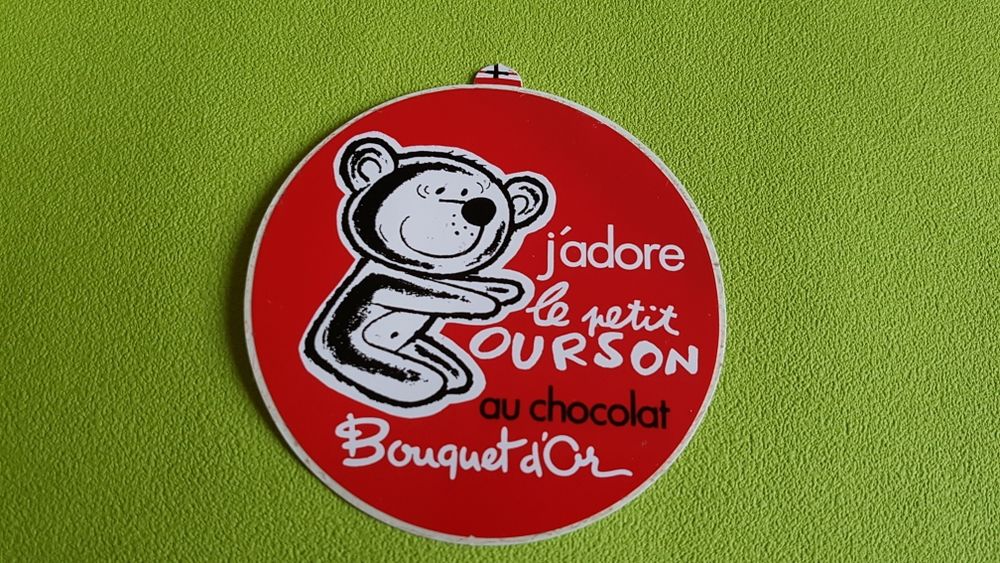 j'adore
le petit
OURSON
au chocolat
Bouquet d'Or